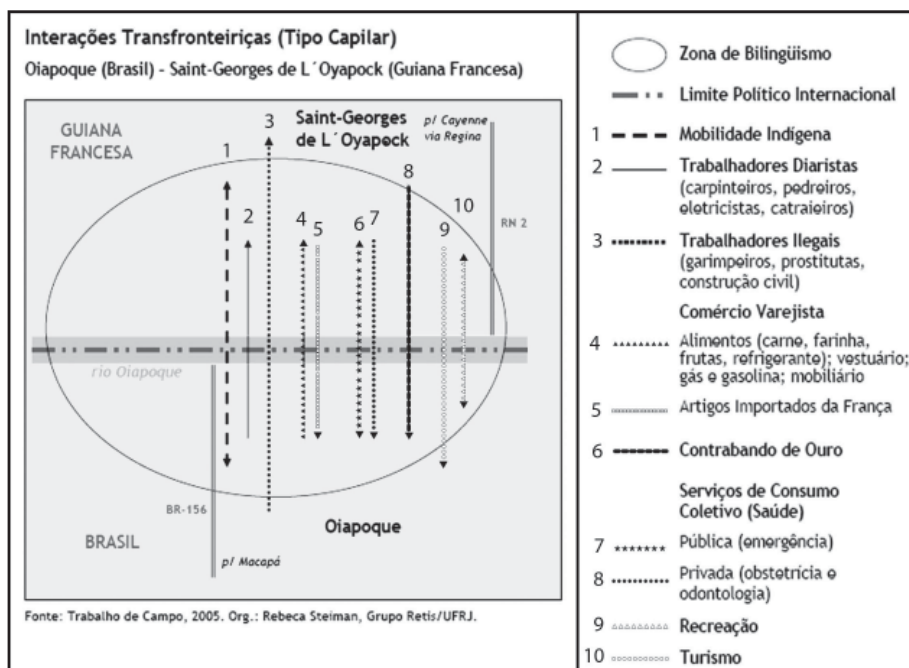 Interações Transfronteiriças (Tipo Capilar)
Oiapoque (Brasil) - Saint-Georges de L´Oyapock (Guiana Francesa)
GUIANA
FRANCESA
Saint-Georges
de L´Oyapock
p/ Cayenne
via Regina
1
2
3
4
5
6
7
8
9
10
RN 2
rio Oiapoque
BR-156
Oiapoque
BRASIL
p/ Macapá
Fonte: Trabalho de Campo, 2005. Org.: Rebeca Steiman, Grupo Retis/UFRJ.
Zona de Bilingüismo
Limite Político Internacional
1 Mobilidade Indígena
2 Trabalhadores Diaristas
(carpinteiros, pedreiros,
eletricistas, catraieiros)
3 Trabalhadores Ilegais
(garimpeiros, prostitutas,
construção civil)
Comércio Varejista
4 Alimentos (carne, farinha,
frutas, refrigerante); vestuário;
gás e gasolina; mobiliário
5 Artigos Importados da França
6 Contrabando de Ouro
Serviços de Consumo
Coletivo (Saúde)
7 Pública (emergência)
8 Privada (obstetrícia e
odontologia)
9 Recreação
10 Turismo